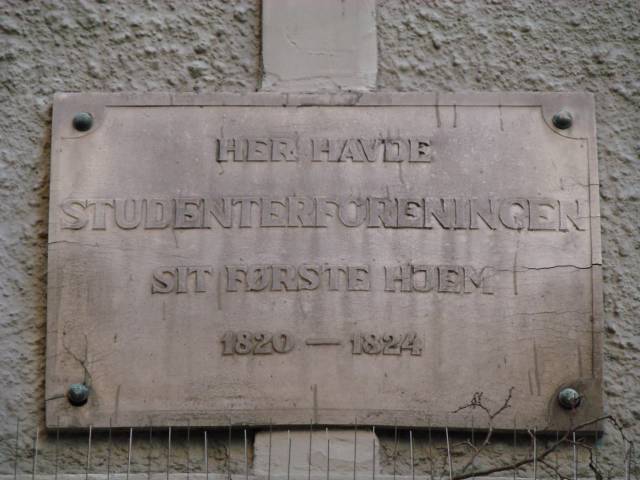 HER HAVDE
STUDENTERFORENINGEN
SIT FØRSTE HJEM
1820 — 1824